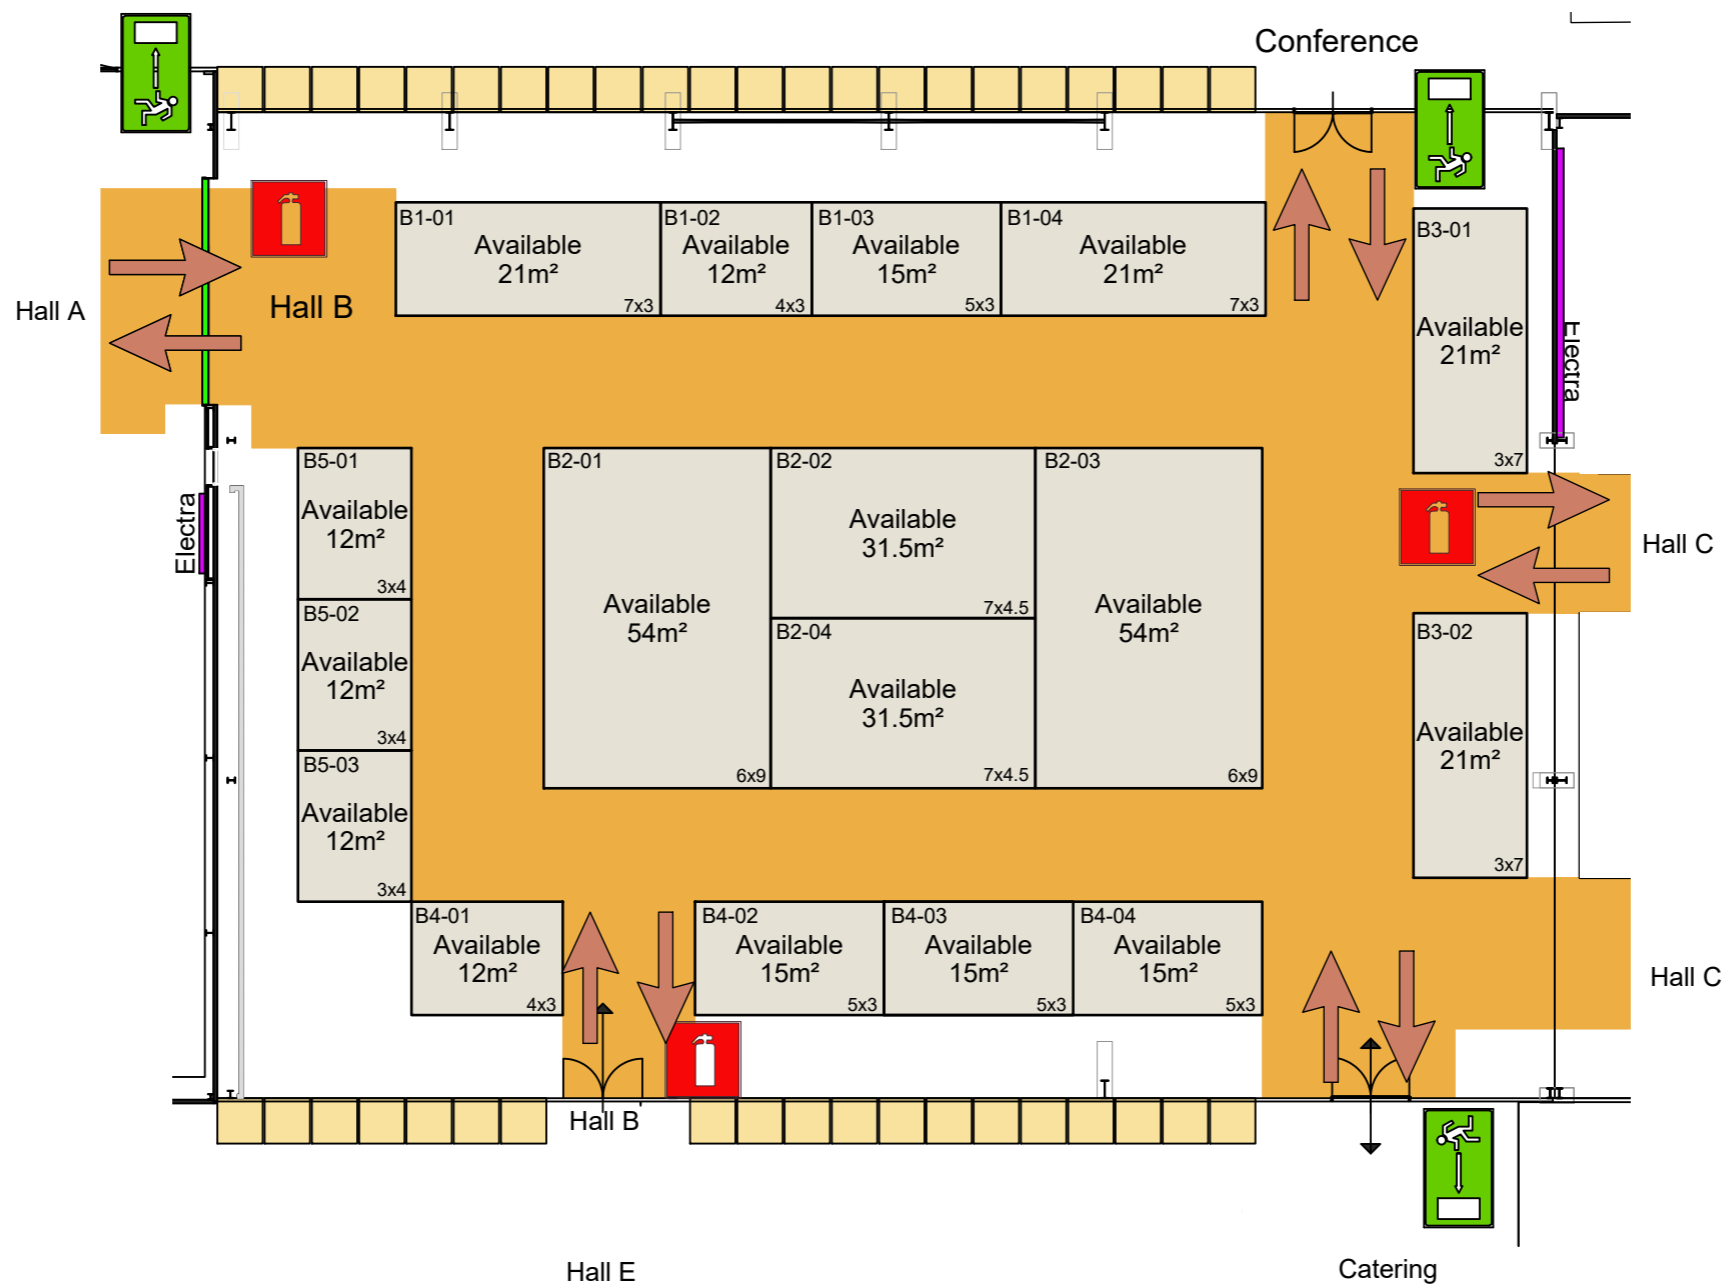 Conference
B1-01
Available
21m²
7x3
B1-02
Available
12m²
4x3
B1-03
Available
15m²
5x3
B1-04
Available
21m²
7x3
B3-01
Available
21m²
3x7
Hall A
Hall B
Electra
Electra
B5-01
Available
12m²
3x4
B5-02
Available
12m²
3x4
B5-03
Available
12m²
3x4
B2-01
Available
54m²
6x9
B2-02
Available
31.5m²
7x4.5
B2-04
Available
31.5m²
7x4.5
B2-03
Available
54m²
6x9
Hall C
B3-02
Available
21m²
3x7
B4-01
Available
12m²
4x3
B4-02
Available
15m²
5x3
B4-03
Available
15m²
5x3
B4-04
Available
15m²
5x3
Hall C
Hall B
Hall E
Catering